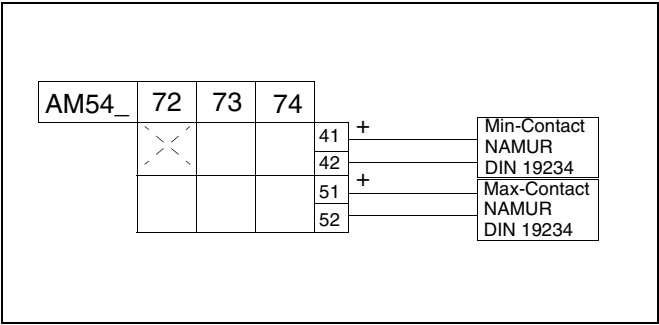 AM54_ 72 73 74
41 + Min-Contact
NAMUR
42 DIN 19234
51 + Max-Contact
NAMUR
52 DIN 19234